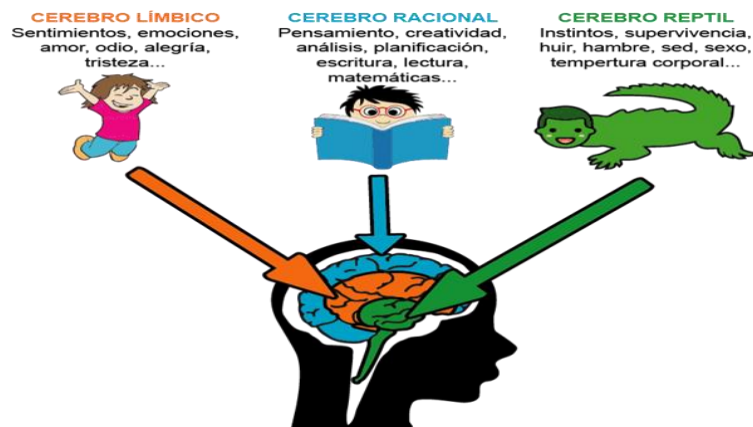 CEREBRO LÍMBICO
Sentimientos, emociones,
amor, odio, alegría,
tristeza...
CEREBRO RACIONAL
Pensamiento, creatividad,
análisis, planificación,
escritura, lectura,
matemáticas...
CEREBRO REPTIL
Instintos, supervivencia,
huir, hambre, sed, sexo,
tempertura corporal...